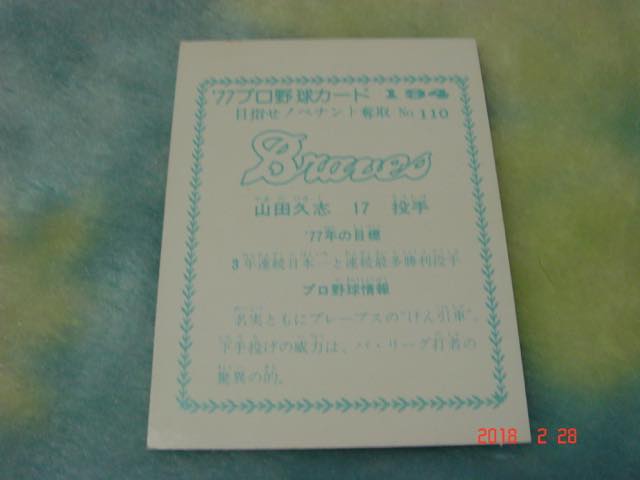 '77プロ野球カード 194
目指せ!ペナント奪取 No 110
Braves
山田久志 17 投手
'77年の目標
3年連続日本一と連続最多勝利投手
プロ野球情報
名実ともにブレーブスの“けん引車”。
下手投げの威力は、パ・リーグ打者の
驚異の的。
2018 2 28